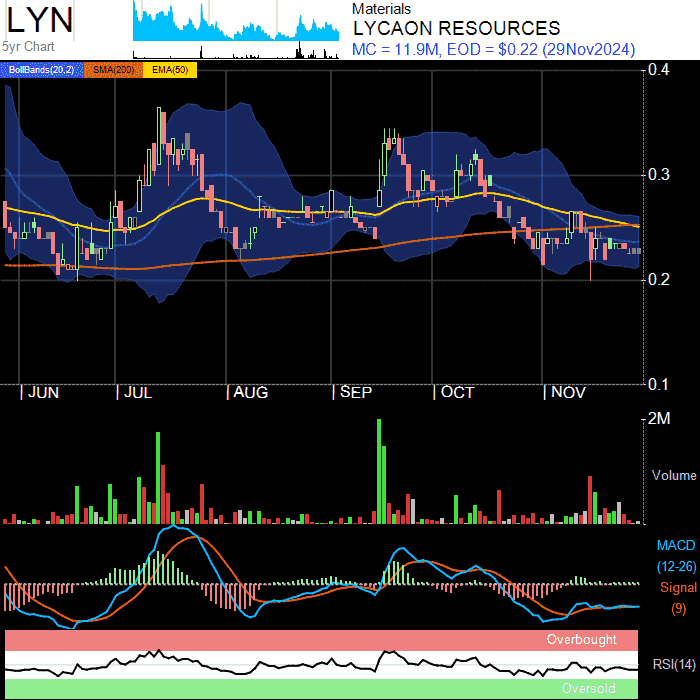 LYN
5yr Chart
Materials
LYCAON RESOURCES
MC = 11.9M, EOD = $0.22 (29Nov2024)
BollBands(20,2) SMA(200) EMA(50)
0.4
0.3
0.2
0.1
JUN JUL AUG SEP OCT NOV
2M
Volume
MACD
(12-26)
Signal
(9)
Overbought
RSI(14)
Oversold